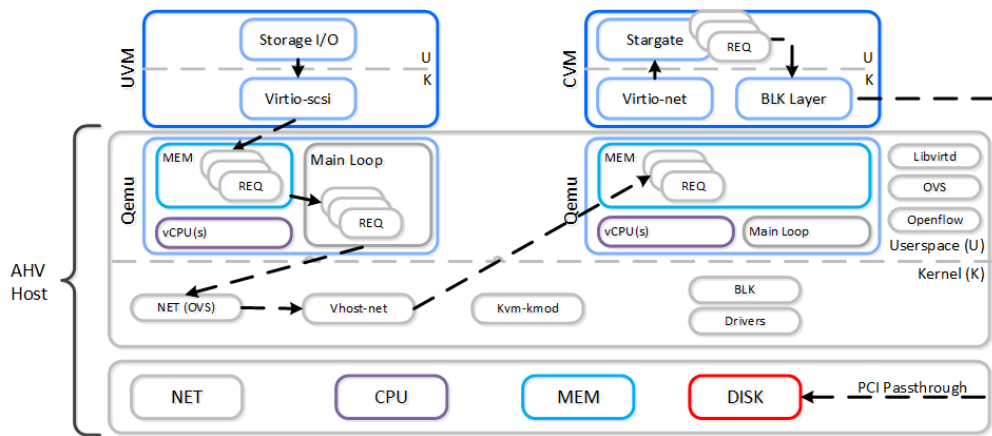 UVM
Storage I/O
U
K
Virtio-scsi
CVM
Stargate
REQ
U
K
Virtio-net
BLK Layer
AHV
Host
Qemu
MEM
REQ
Main Loop
REQ
vCPU(s)
Qemu
MEM
REQ
vCPU(s)
Main Loop
Libvirtd
OVS
Openflow
Userspace (U)
Kernel (K)
NET (OVS)
Vhost-net
Kvm-kmod
BLK
Drivers
NET
CPU
MEM
DISK
PCI Passthrough